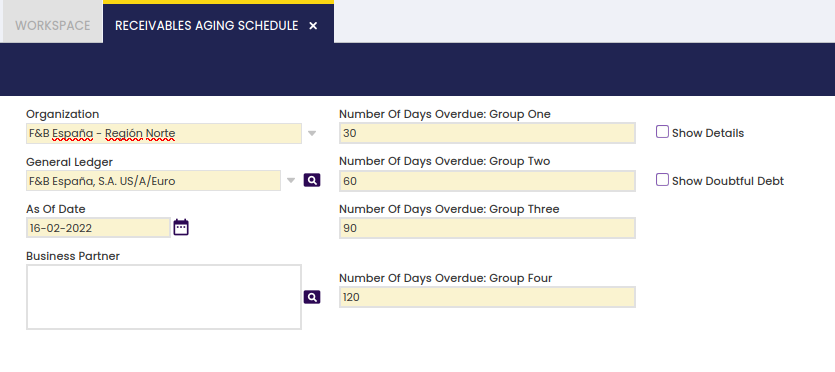 WORKSPACE
RECEIVABLES AGING SCHEDULE ×
Organization
F&B España - Región Norte
General Ledger
F&B España, S.A. US/A/Euro
As Of Date
16-02-2022
Business Partner
Number Of Days Overdue: Group One
30
Number Of Days Overdue: Group Two
60
Number Of Days Overdue: Group Three
90
Number Of Days Overdue: Group Four
120
Show Details
Show Doubtful Debt